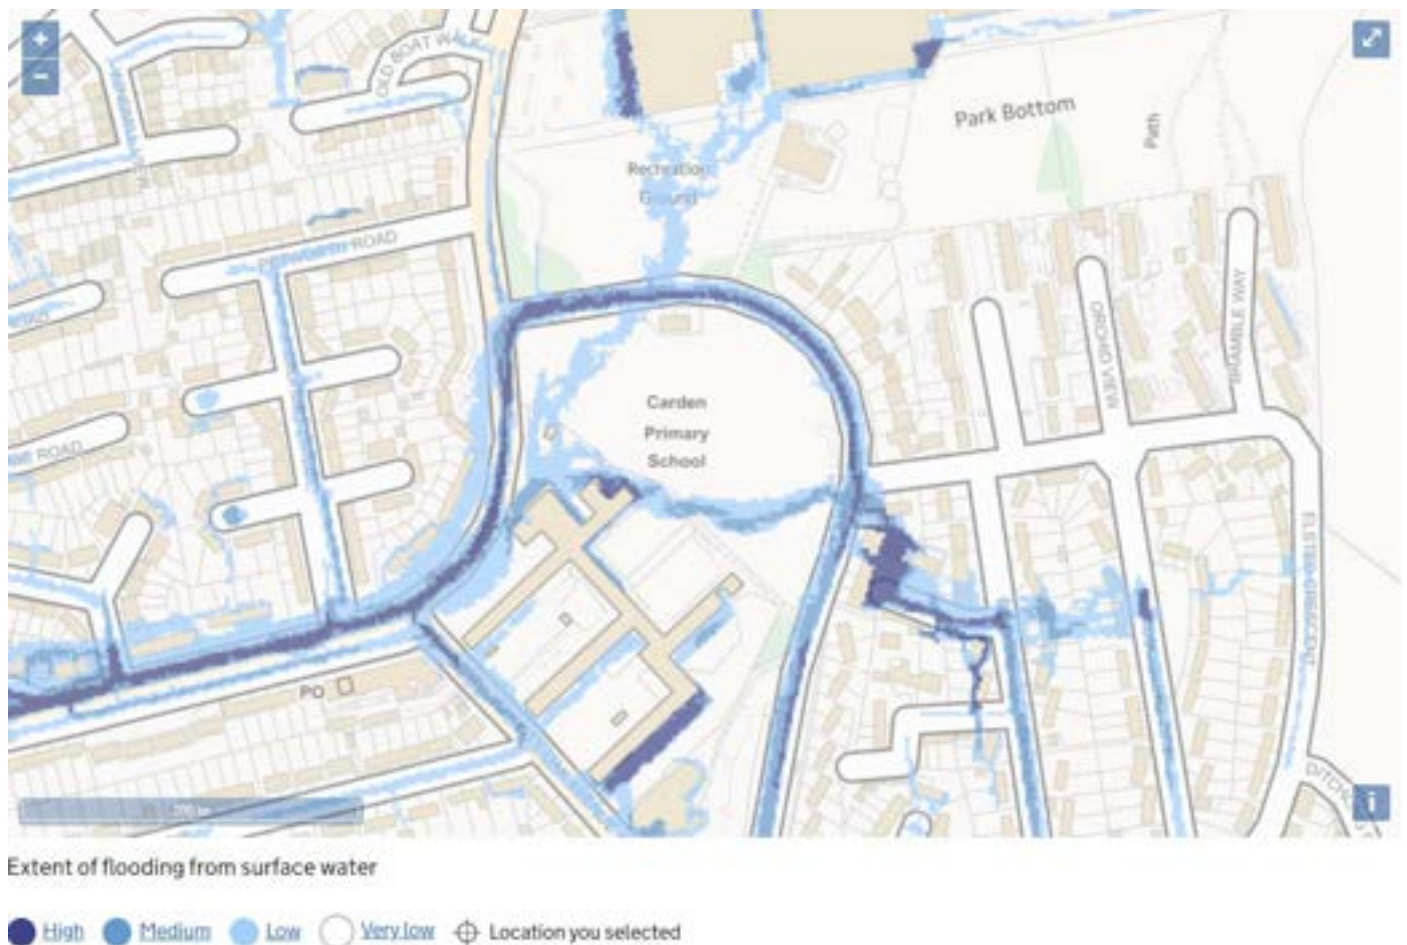 +
OLD BOAT WALK
−
Park Bottom
Path
Recreation
Ground
ROAD
BRAMBLE WAY
ORCHID VIEW
Carden
Primary
School
ROAD
PO
i
Extent of flooding from surface water
High Medium Low Very low Location you selected